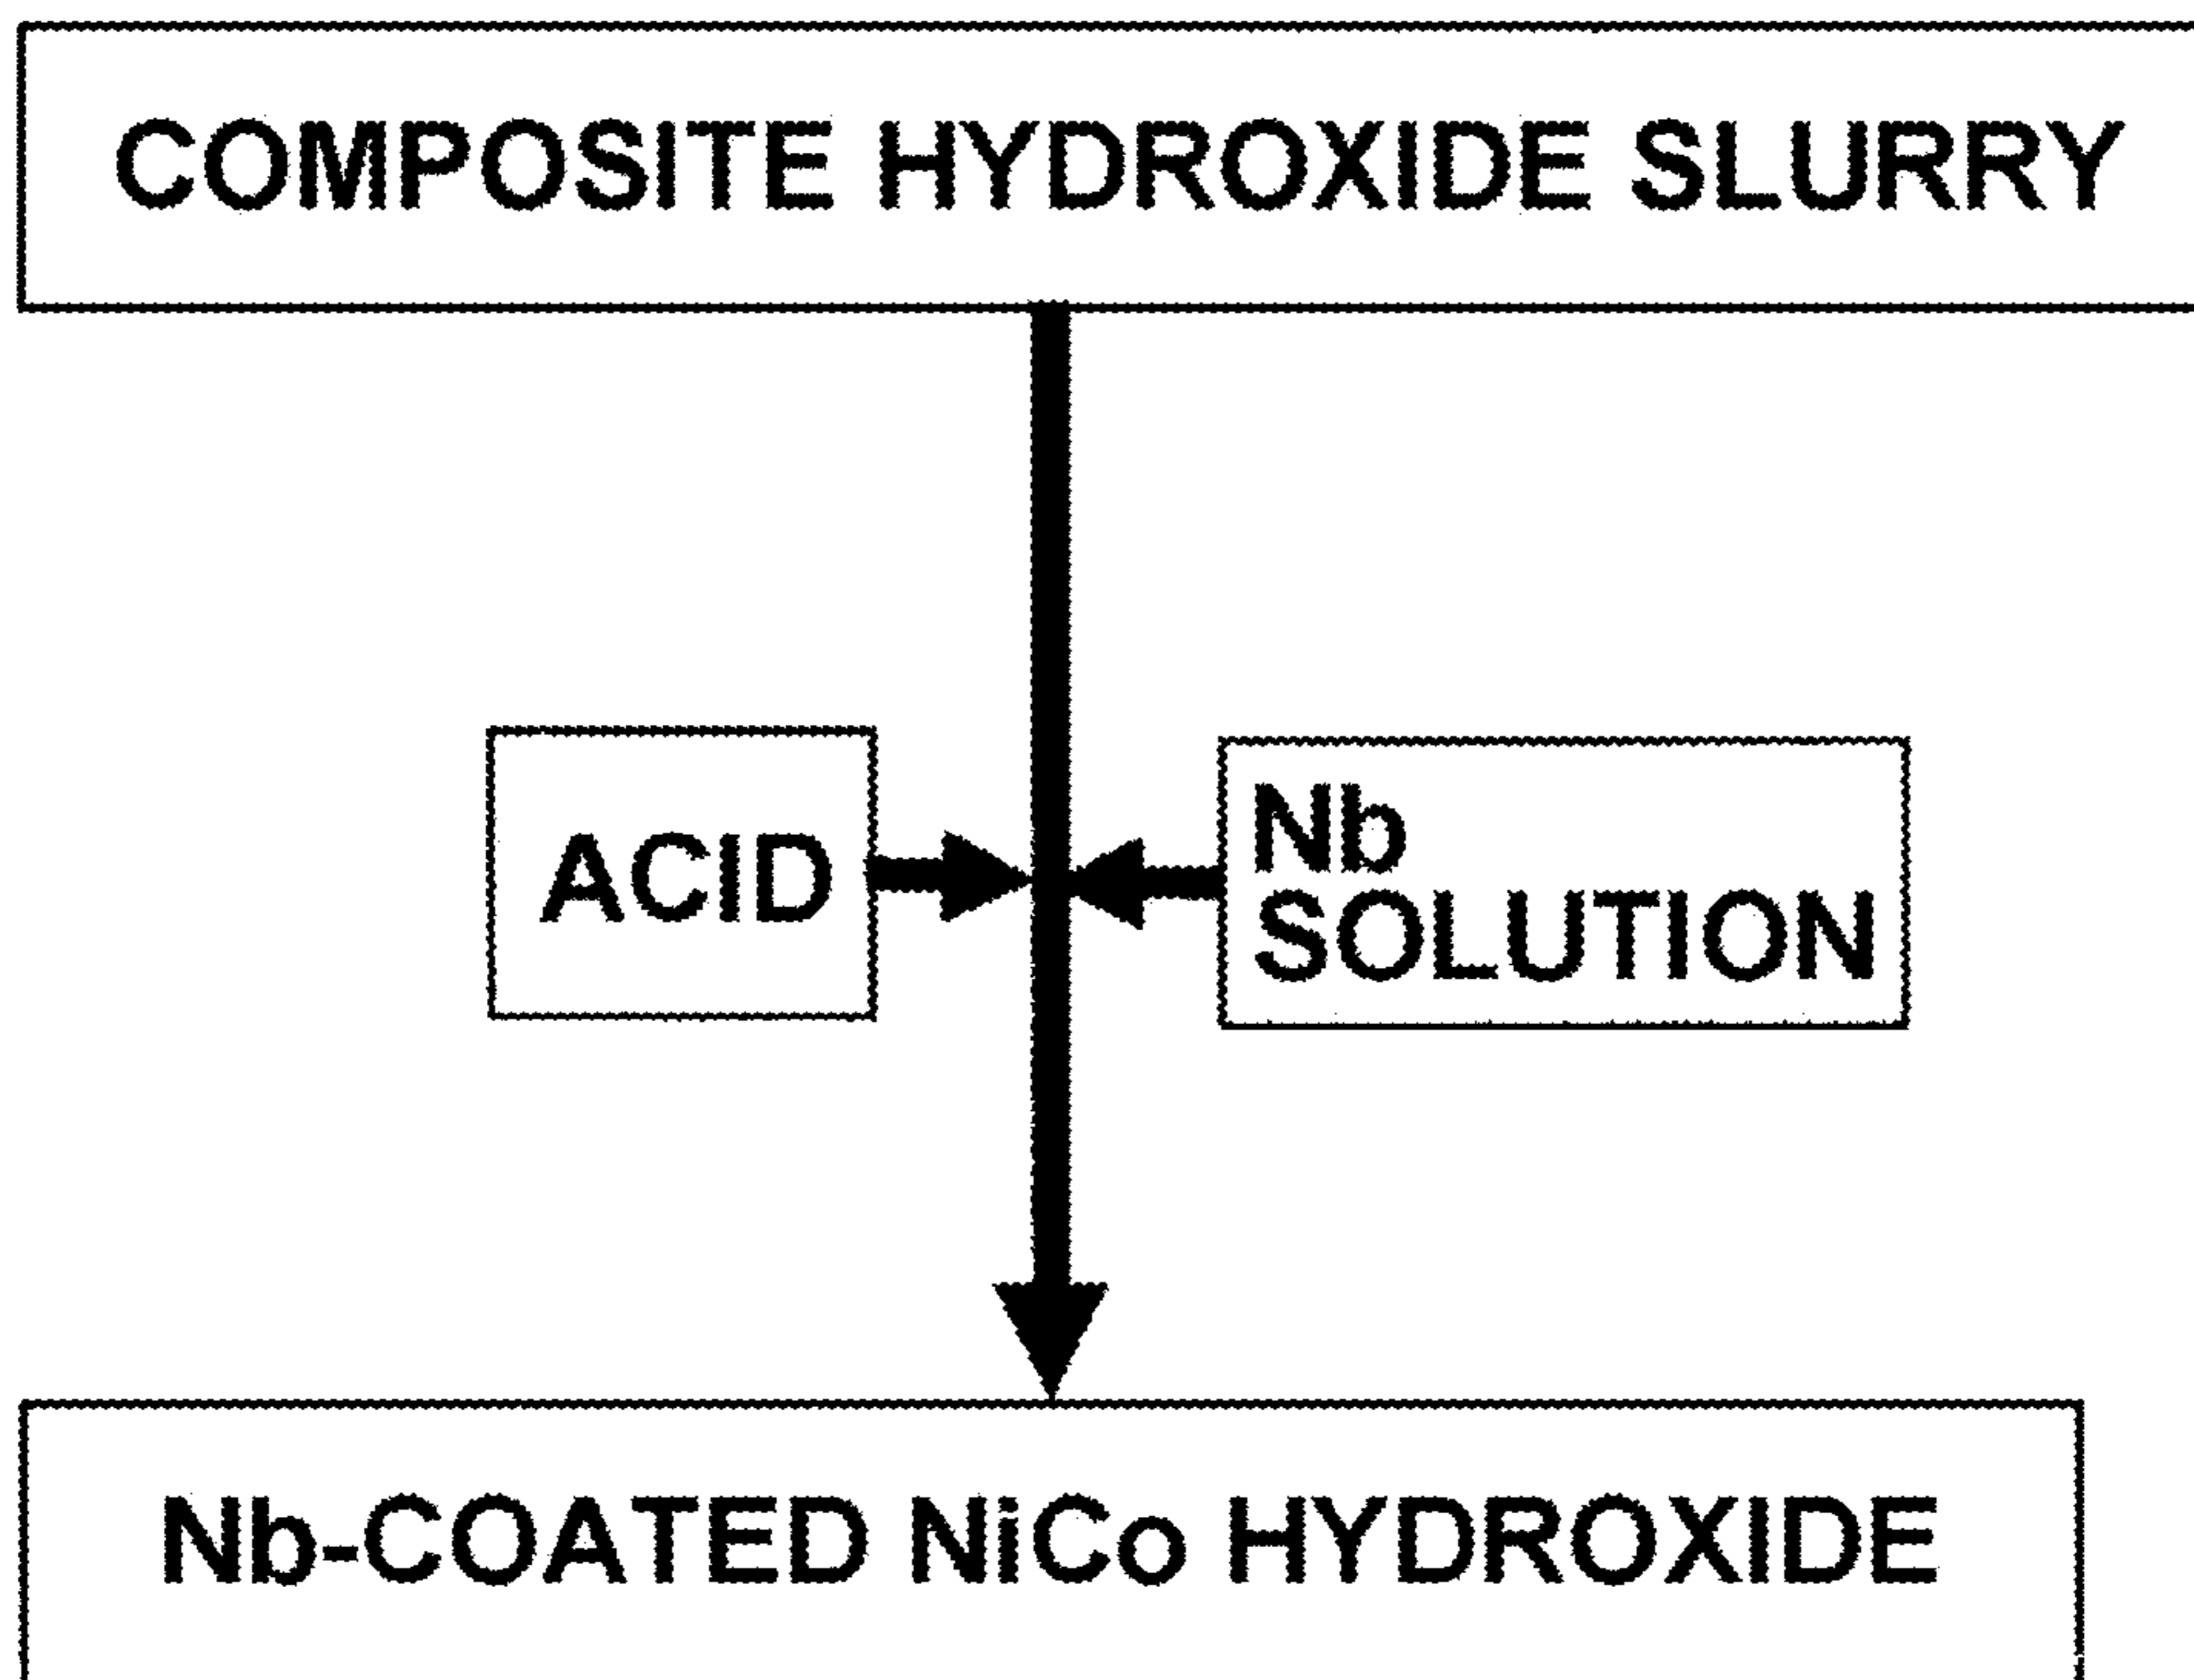 COMPOSITE HYDROXIDE SLURRY
ACID
Nb
SOLUTION
Nb-COATED NiCo HYDROXIDE